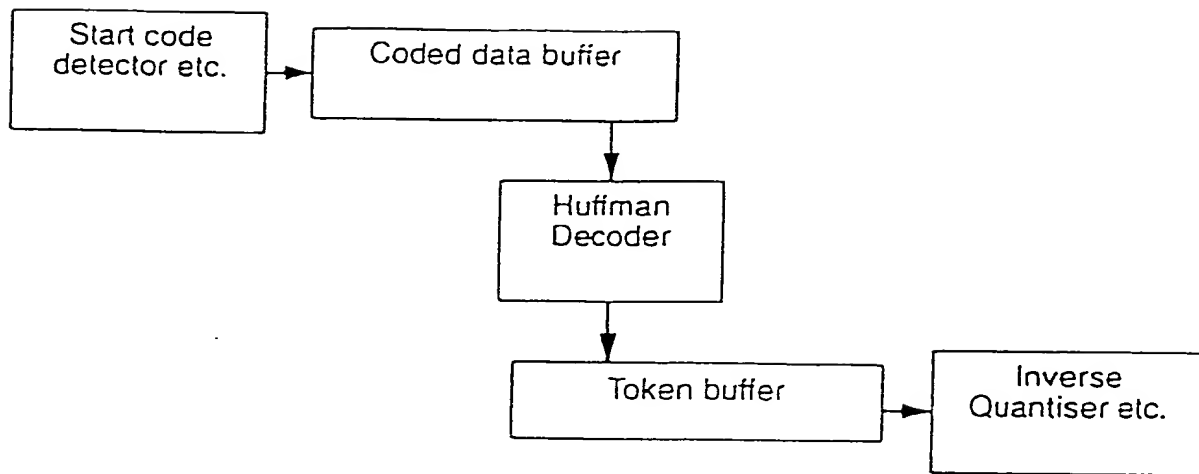 Start code
detector etc.
Coded data buffer
Huffman
Decoder
Token buffer
Inverse
Quantiser etc.